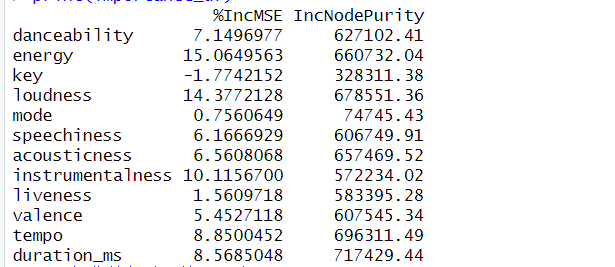 %IncMSE IncNodePurity
danceability 7.1496977 627102.41
energy 15.0649563 660732.04
key -1.7742152 328311.38
loudness 14.3772128 678551.36
mode 0.7560649 74745.43
speechiness 6.1666929 606749.91
acousticness 6.5608068 657469.52
instrumentalness 10.1156700 572234.02
liveness 1.5609718 583395.28
valence 5.4527118 607545.34
tempo 8.8500452 696311.49
duration_ms 8.5685048 717429.44